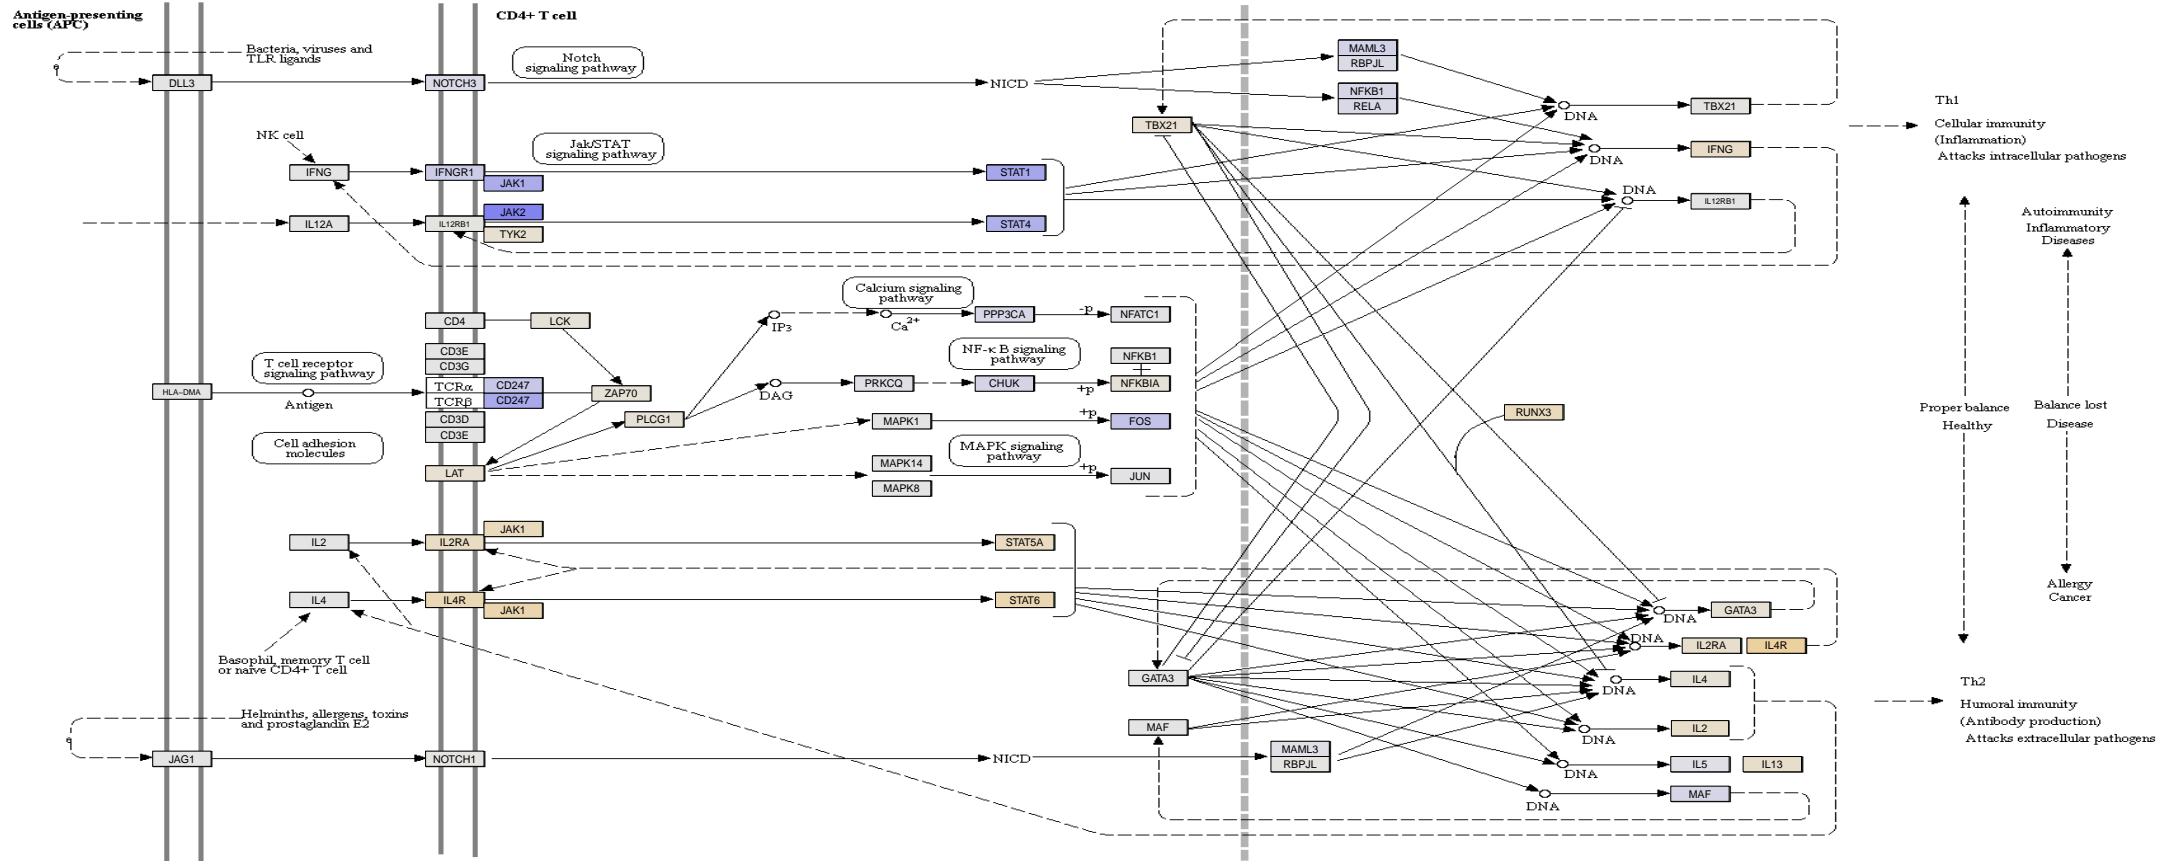 Antigen-presenting
cells (APC)
CD4+ T cell
Bacteria, viruses and
TLR ligands
Notch
signaling pathway
DLL3
NOTCH3
NICD
MAML3
RBPJL
NFKB1
RELA
DNA
TBX21
TBX21
Th1
Cellular immunity
(Inflammation)
Attacks intracellular pathogens
NK cell
Jak/STAT
signaling pathway
IFNG
IFNGR1
JAK1
STAT1
DNA
IFNG
IL12A
IL12RB1
JAK2
TYK2
STAT4
DNA
IL12RB1
Autoimmunity
Inflammatory
Diseases
Calcium signaling
pathway
CD4
LCK
IP3
Ca2+
PPP3CA
-p
NFATC1
CD3E
CD3G
T cell receptor
signaling pathway
NF-κ B signaling
pathway
NFKB1
HLA-DMA
Antigen
TCRα
CD247
TCRβ
CD247
ZAP70
DAG
PRKCQ
CHUK
+p
NFKBIA
CD3D
CD3E
PLCG1
MAPK1
+p
FOS
RUNX3
Proper balance
Healthy
Balance lost
Disease
Cell adhesion
molecules
LAT
MAPK14
MAPK8
MAPK signaling
pathway
+p
JUN
IL2
IL2RA
JAK1
STAT5A
IL4
IL4R
JAK1
STAT6
Allergy
Cancer
DNA
GATA3
DNA
IL2RA
IL4R
Basophil, memory T cell
or naive CD4+ T cell
GATA3
DNA
IL4
Th2
Humoral immunity
(Antibody production)
Attacks extracellular pathogens
Helminths, allergens, toxins
and prostaglandin E2
MAF
DNA
IL2
JAG1
NOTCH1
NICD
MAML3
RBPJL
DNA
IL5
IL13
DNA
MAF